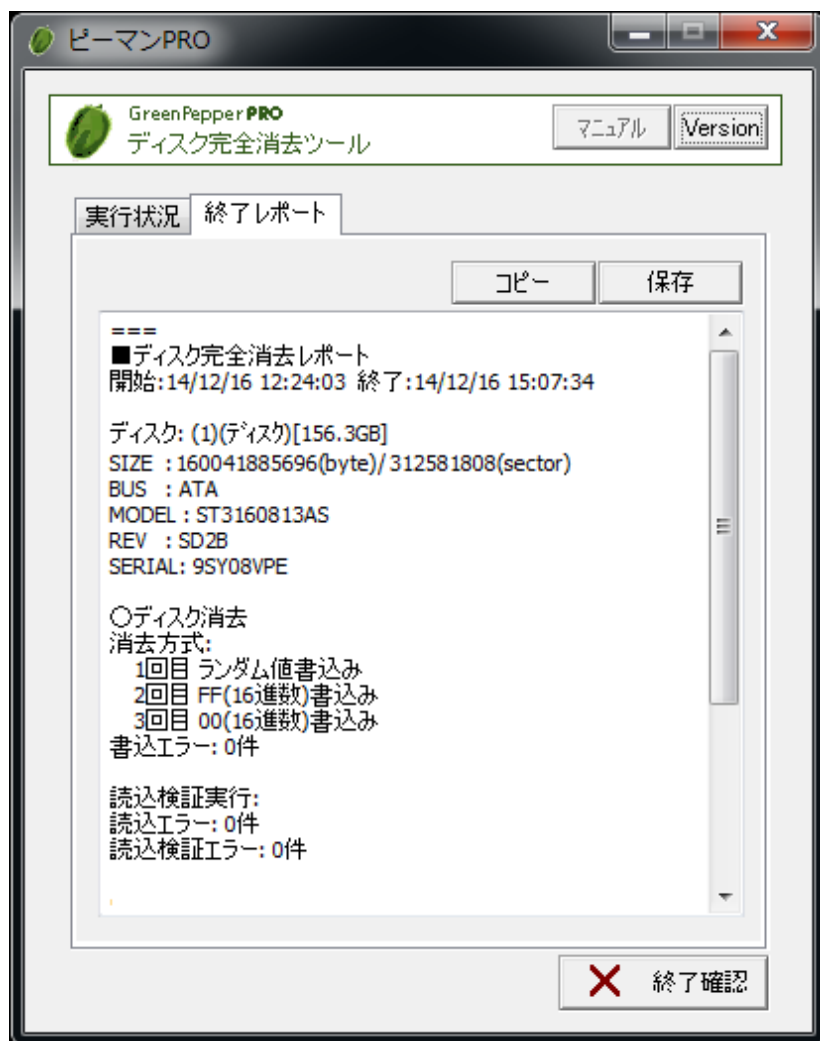 ピーマンPRO
GreenPepper PRO
ディスク完全消去ツール
マニュアル
Version
実行状況
終了レポート
コピー
保存
===
■ディスク完全消去レポート
開始:14/12/16 12:24:03 終了:14/12/16 15:07:34
ディスク: (1)(ディスク)[156.3GB]
SIZE :160041885696(byte)/312581808(sector)
BUS : ATA
MODEL : ST3160813AS
REV : SD2B
SERIAL: 9SY08VPE
○ディスク消去
消去方式:
1回目 ランダム値書込み
2回目 FF(16進数)書込み
3回目 00(16進数)書込み
書込エラー: 0件
読込検証実行:
読込エラー: 0件
読込検証エラー: 0件
終了確認